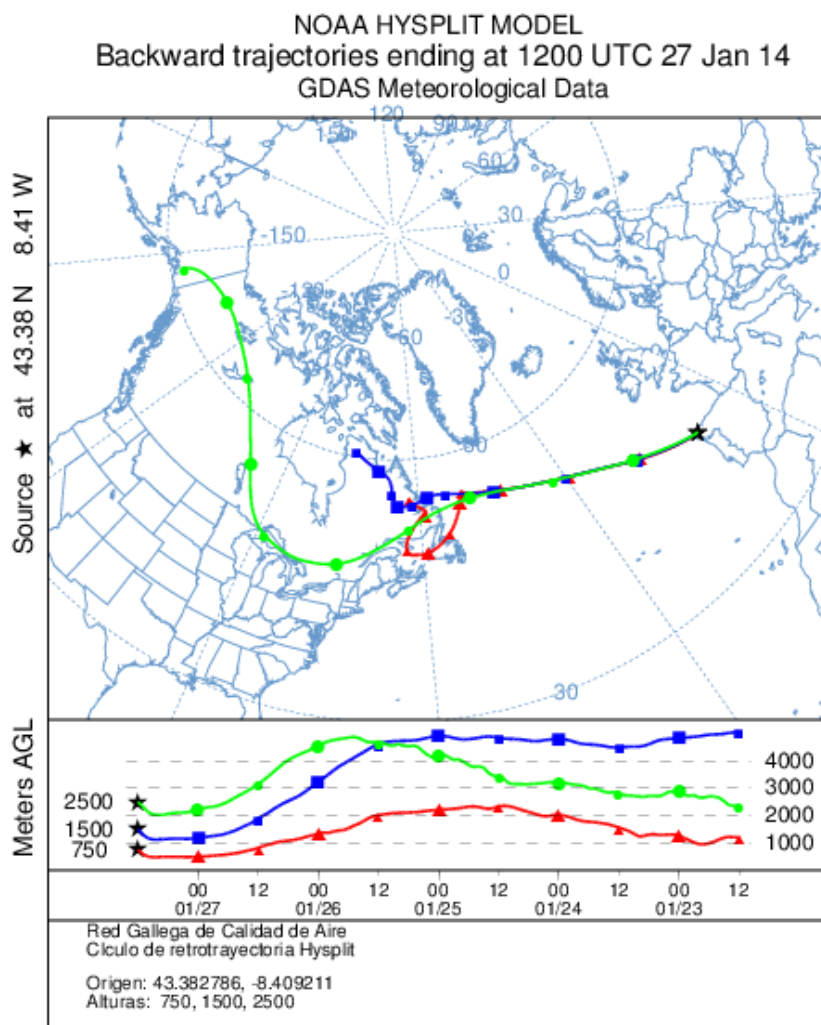 NOAA HYSPLIT MODEL
Backward trajectories ending at 1200 UTC 27 Jan 14
GDAS Meteorological Data
Source ★ at 43.38 N 8.41 W
120
150
90
60
-150
30
0
-120
-30
-60
-90
30
Meters AGL
4000
3000
2000
1000
2500
1500
750
00 12 00 12 00 12 00 12 00 12
01/27 01/26 01/25 01/24 01/23
Red Gallega de Calidad de Aire
Clculo de retrotrayectoria Hysplit
Origen: 43.382786, -8.409211
Alturas: 750, 1500, 2500